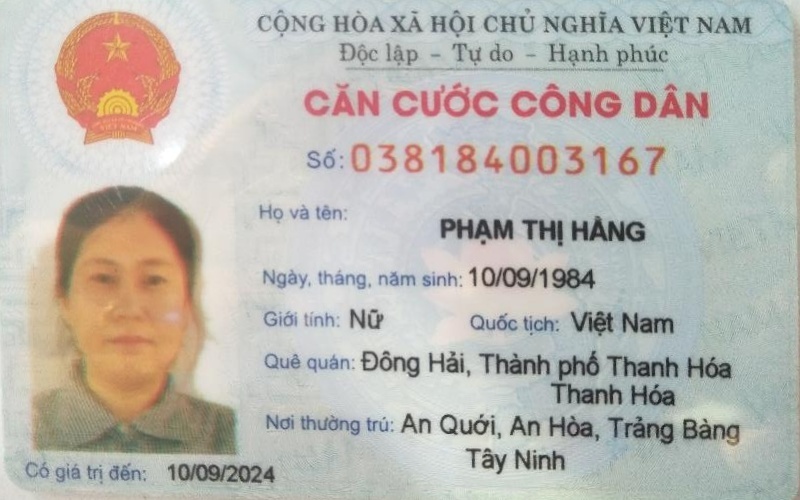 CỘNG HÒA XÃ HỘI CHỦ NGHĨA VIỆT NAM
Độc lập - Tự do - Hạnh phúc
CĂN CƯỚC CÔNG DÂN
Số: 038184003167
Họ và tên:
PHẠM THỊ HẰNG
Ngày, tháng, năm sinh: 10/09/1984
Giới tính: Nữ Quốc tịch: Việt Nam
Quê quán: Đông Hải, Thành phố Thanh Hóa
Thanh Hóa
Nơi thường trú: An Quới, An Hòa, Trảng Bàng
Tây Ninh
Có giá trị đến: 10/09/2024
VIỆT NAM